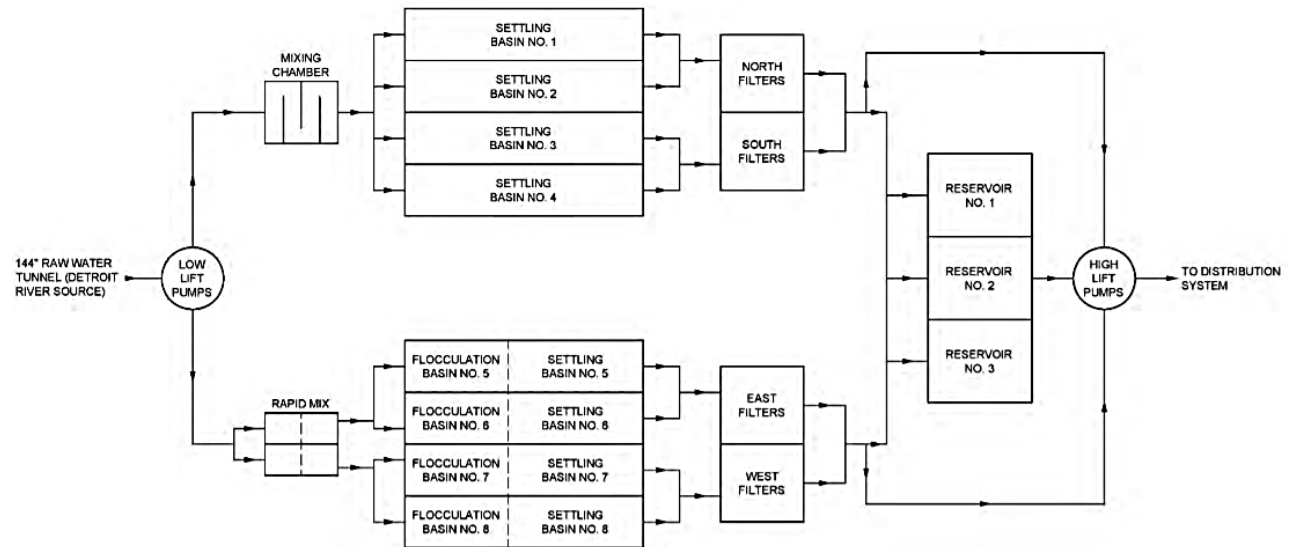 MIXING
CHAMBER
SETTLING
BASIN NO. 1
SETTLING
BASIN NO. 2
SETTLING
BASIN NO. 3
SETTLING
BASIN NO. 4
NORTH
FILTERS
SOUTH
FILTERS
144" RAW WATER
TUNNEL (DETROIT
RIVER SOURCE)
LOW
LIFT
PUMPS
RESERVOIR
NO. 1
RESERVOIR
NO. 2
RESERVOIR
NO. 3
HIGH
LIFT
PUMPS
TO DISTRIBUTION
SYSTEM
RAPID MIX
FLOCCULATION
BASIN NO. 5
SETTLING
BASIN NO. 5
FLOCCULATION
BASIN NO. 6
SETTLING
BASIN NO. 6
FLOCCULATION
BASIN NO. 7
SETTLING
BASIN NO. 7
FLOCCULATION
BASIN NO. 8
SETTLING
BASIN NO. 8
EAST
FILTERS
WEST
FILTERS